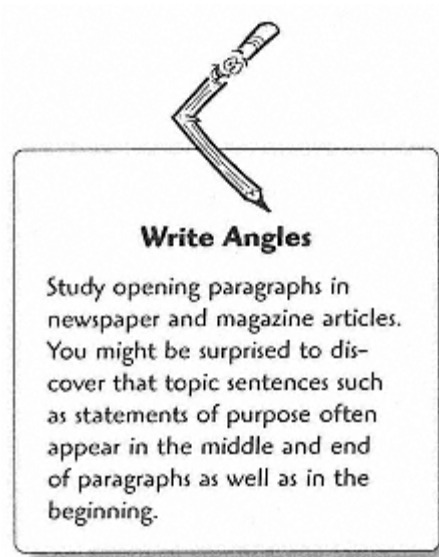 Write Angles
Study opening paragraphs in
newspaper and magazine articles.
You might be surprised to dis-
cover that topic sentences such
as statements of purpose often
appear in the middle and end
of paragraphs as well as in the
beginning.